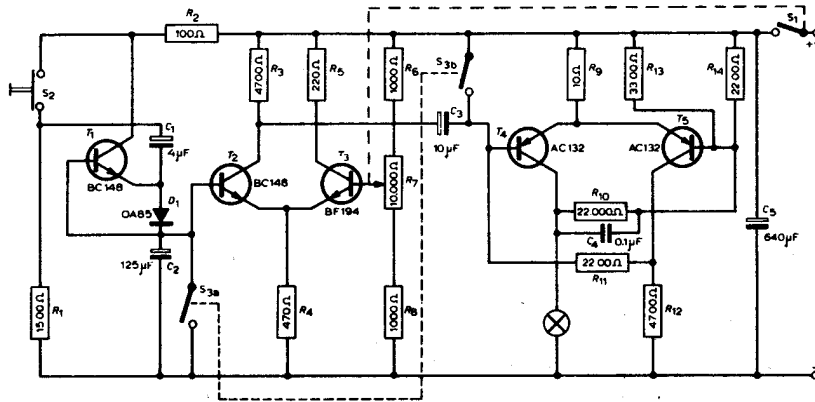 R2
100Ω
S2
T1
BC148
C1
4µF
D1
OA85
C2
125µF
R1
1500Ω
S3a
R3
4700Ω
R5
220Ω
R6
1000Ω
T2
BC148
T3
BF194
R7
10.000Ω
R4
470Ω
R8
1000Ω
S3b
C3
10µF
R9
10Ω
R13
3300Ω
R14
2200Ω
S1
+
T4
AC132
T5
AC132
R10
22.000Ω
C4
0.1µF
2200Ω
R11
R12
4700Ω
C5
640µF
-